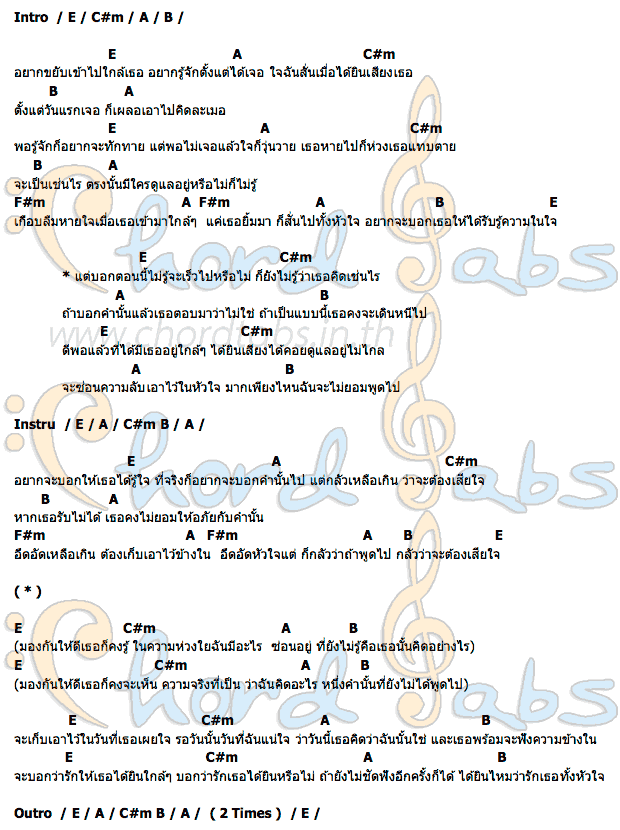 Intro / E / C#m / A / B /
E A C#m
อยากขยับเข้าไปใกล้เธอ อยากรู้จักตั้งแต่ได้เจอ ใจฉันสั่นเมื่อได้ยินเสียงเธอ
B A
ตั้งแต่วันแรกเจอ ก็เผลอเอาไปคิดละเมอ
E A C#m
พอรู้จักก็อยากจะทักทาย แต่พอไม่เจอแล้วใจก็วุ่นวาย เธอหายไปก็ห่วงเธอแทบตาย
B A
จะเป็นเช่นไร ตรงนั้นมีใครดูแลอยู่หรือไม่ก็ไม่รู้
F#m A F#m A B E
เกือบลืมหายใจเมื่อเธอเข้ามาใกล้ๆ แค่เธอยิ้มมา ก็สั่นไปทั้งหัวใจ อยากจะบอกเธอให้ได้รับรู้ความในใจ
E C#m
* แต่บอกตอนนี้ไม่รู้จะเร็วไปหรือไม่ ก็ยังไม่รู้ว่าเธอคิดเช่นไร
A B
ถ้าบอกคำนั้นแล้วเธอตอบมาว่าไม่ใช่ ถ้าเป็นแบบนี้เธอคงจะเดินหนีไป
www.chordtabs.in.th
E C#m
ดีพอแล้วที่ได้มีเธออยู่ใกล้ๆ ได้ยินเสียงได้คอยดูแลอยู่ไม่ไกล
A B
จะซ่อนความลับเอาไว้ในหัวใจ มากเพียงไหนฉันจะไม่ยอมพูดไป
Instru / E / A / C#m B / A /
E A C#m
อยากจะบอกให้เธอได้รู้ใจ ที่จริงก็อยากจะบอกคำนั้นไป แต่กลัวเหลือเกิน ว่าจะต้องเสียใจ
B A
หากเธอรับไม่ได้ เธอคงไม่ยอมให้อภัยกับคำนั้น
F#m A F#m A B E
อึดอัดเหลือเกิน ต้องเก็บเอาไว้ข้างใน อึดอัดหัวใจแต่ ก็กลัวว่าถ้าพูดไป กลัวว่าจะต้องเสียใจ
( * )
E C#m A B
(มองกันให้ดีเธอก็คงรู้ ในความห่วงใยฉันมีอะไร ซ่อนอยู่ ที่ยังไม่รู้คือเธอนั้นคิดอย่างไร)
E C#m A B
(มองกันให้ดีเธอก็คงจะเห็น ความจริงที่เป็น ว่าฉันคิดอะไร หนึ่งคำนั้นที่ยังไม่ได้พูดไป)
E C#m A B
จะเก็บเอาไว้ในวันที่เธอเผยใจ รอวันนั้นวันที่ฉันแน่ใจ ว่าวันนี้เธอคิดว่าฉันนั้นใช่ และเธอพร้อมจะฟังความข้างใน
E C#m A B
จะบอกว่ารักให้เธอได้ยินใกล้ๆ บอกว่ารักเธอได้ยินหรือไม่ ถ้ายังไม่ชัดฟังอีกครั้งก็ได้ ได้ยินไหมว่ารักเธอทั้งหัวใจ
Outro / E / A / C#m B / A / ( 2 Times ) / E /